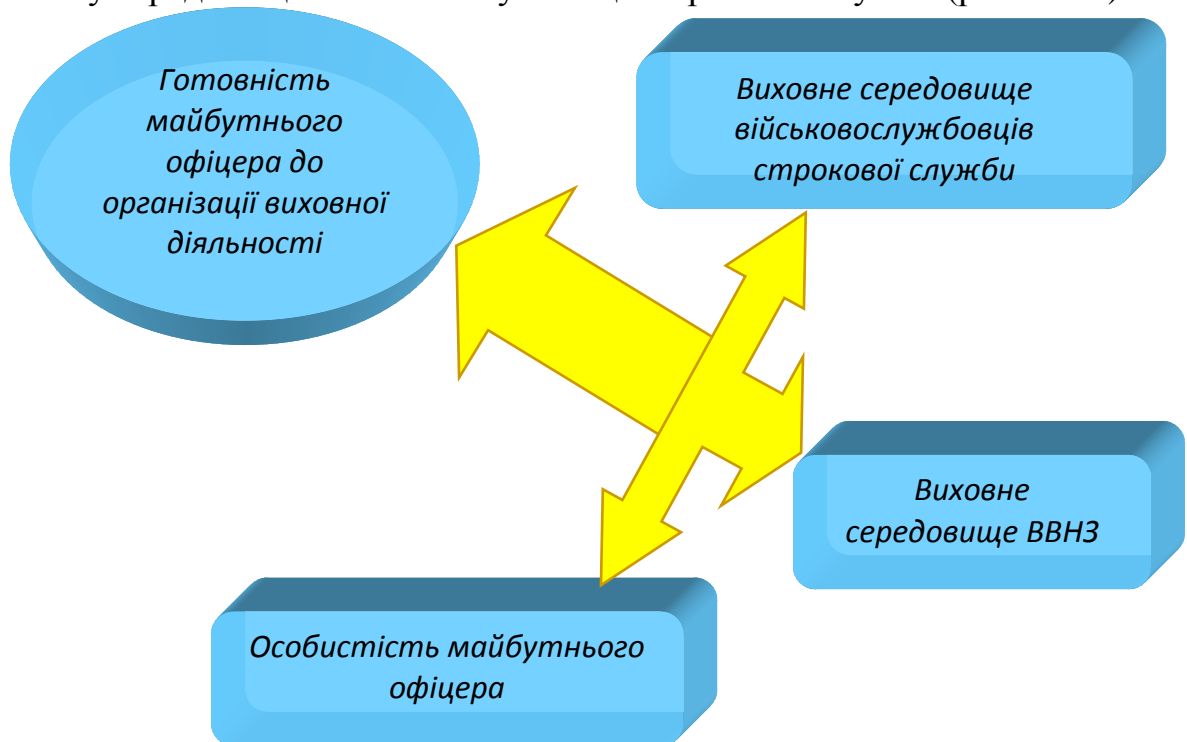 Готовність
майбутнього
офіцера до
організації виховної
діяльності
Виховне середовище
військовослужбовців
строкової служби
Виховне
середовище ВВНЗ
Особистість майбутнього
офіцера